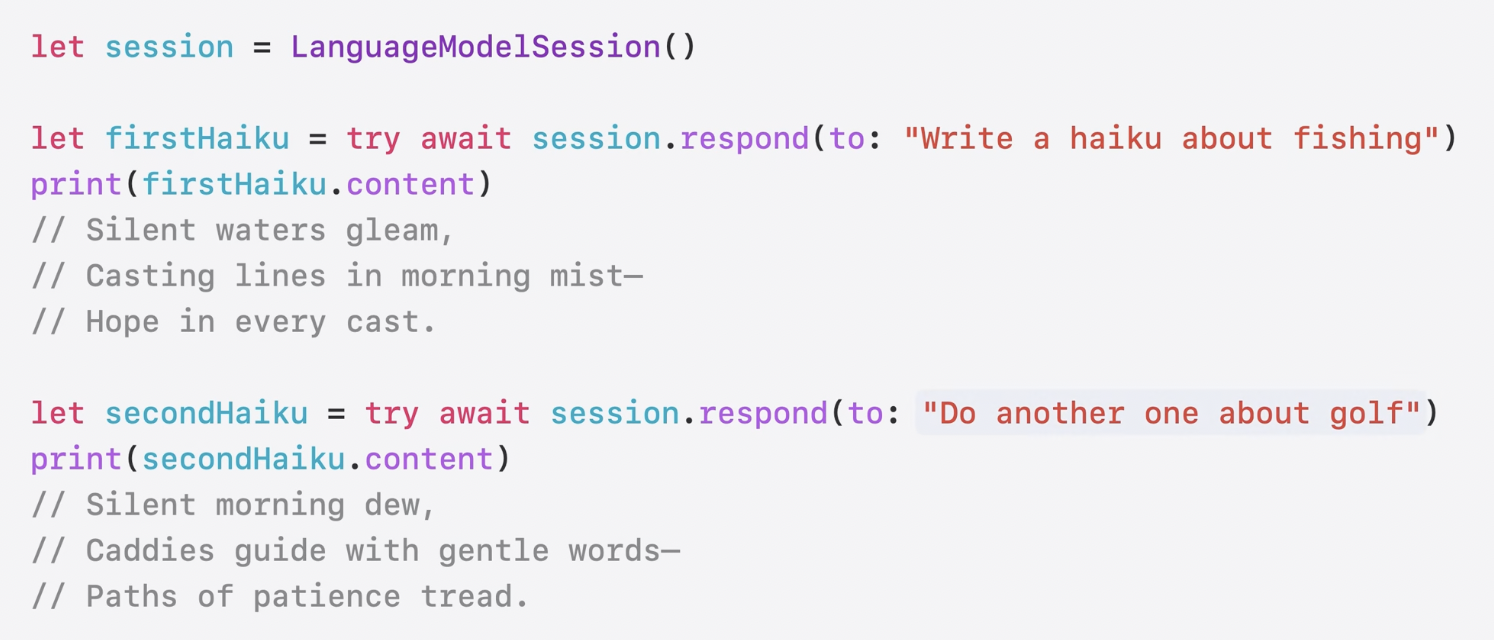 let session = LanguageModelSession()
let firstHaiku = try await session.respond(to: "Write a haiku about fishing")
print(firstHaiku.content)
// Silent waters gleam,
// Casting lines in morning mist—
// Hope in every cast.
let secondHaiku = try await session.respond(to: "Do another one about golf")
print(secondHaiku.content)
// Silent morning dew,
// Caddies guide with gentle words—
// Paths of patience tread.